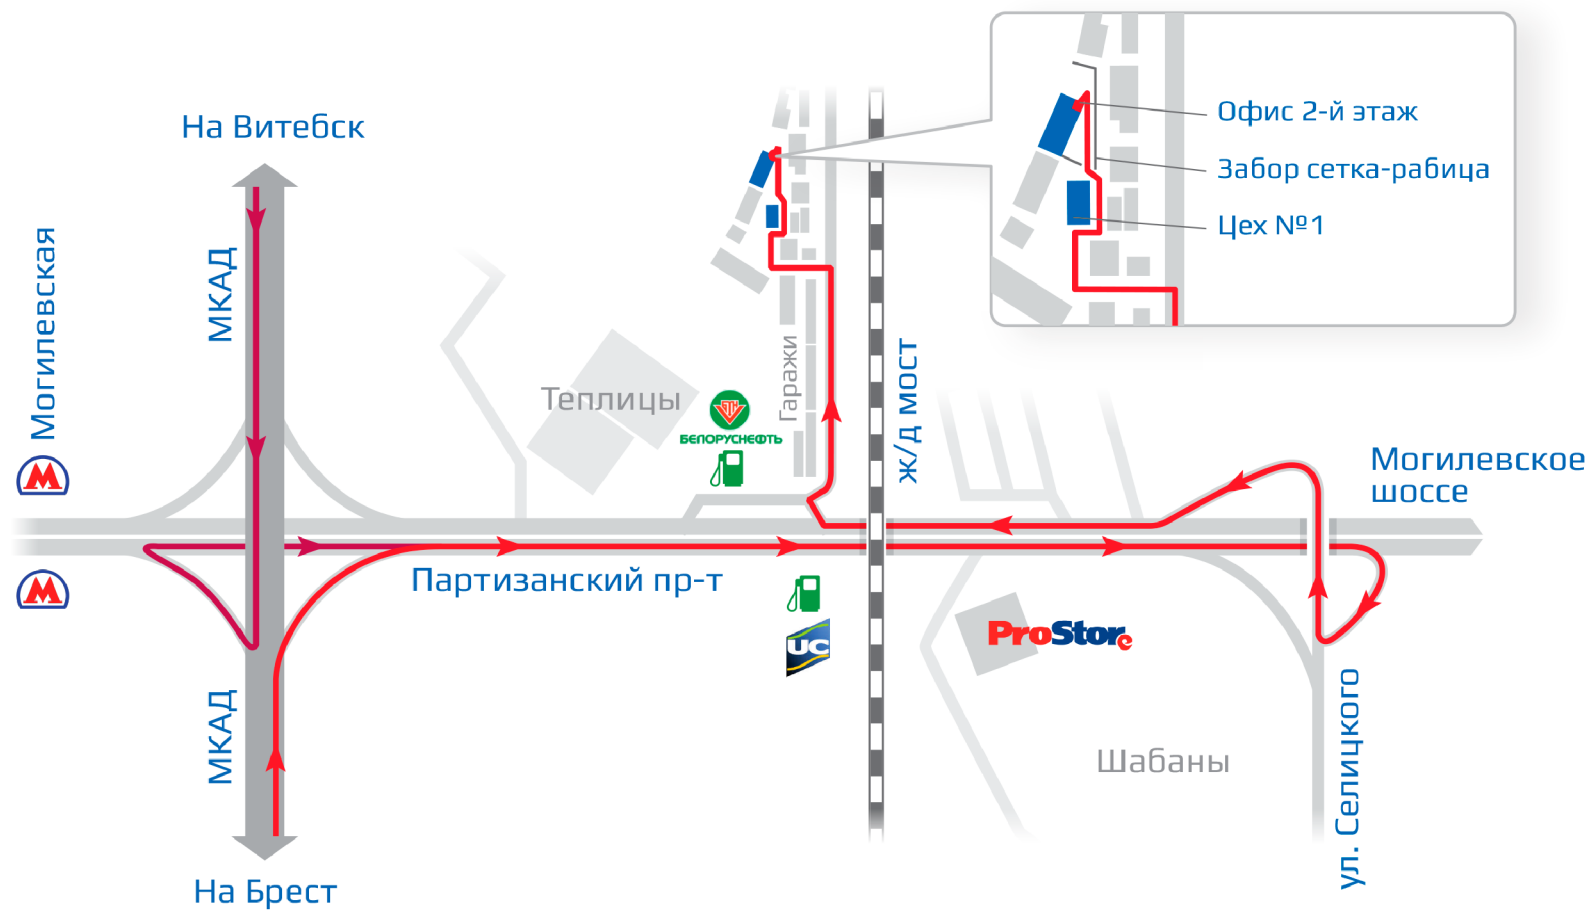 На Витебск
Офис 2-й этаж
Забор сетка-рабица
Цех №1
МКАД
Могилевская
М
Теплицы
БТН
БЕЛОРУСНЕФТЬ
Гаражи
ж/д мост
Могилевское
шоссе
М
Партизанский пр-т
UC
ProStore
МКАД
Шабаны
ул. Селицкого
На Брест